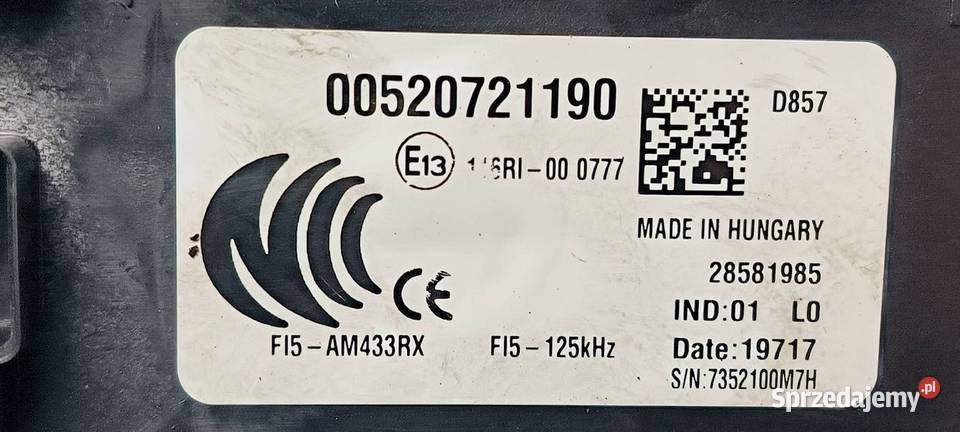 00520721190
D857
E13 116RI-00 0777
MADE IN HUNGARY
CE
28581985
IND:01 L0
FI5-AM433RX FI5-125kHz
Date:19717
S/N:7352100M7H
Sprzedajemy.pl